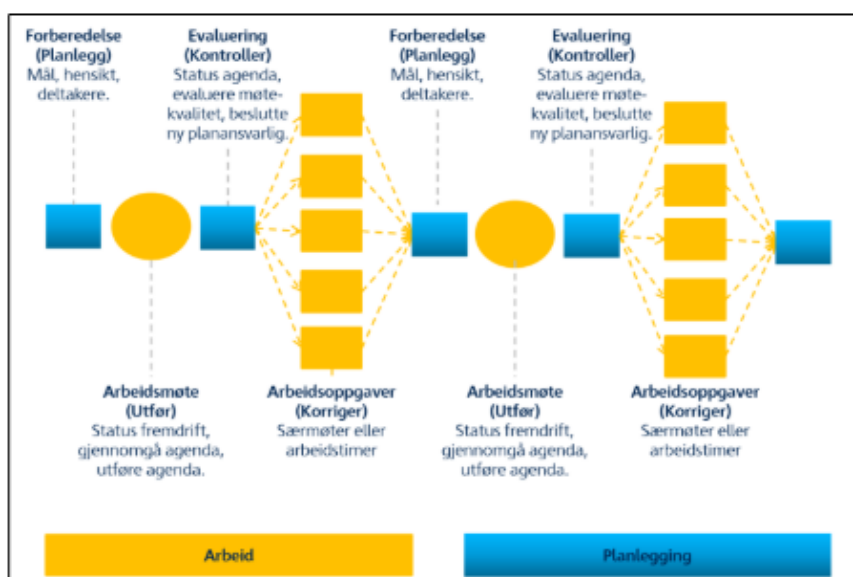 Forberedelse
(Planlegg)
Mål, hensikt,
deltakere.
Evaluering
(Kontroller)
Status agenda,
evaluere møte-
kvalitet, beslutte
ny planansvarlig.
Forberedelse
(Planlegg)
Mål, hensikt,
deltakere.
Evaluering
(Kontroller)
Status agenda,
evaluere møte-
kvalitet, beslutte
ny planansvarlig.
Arbeidsmøte
(Utfør)
Status fremdrift,
gjennomgå agenda,
utføre agenda.
Arbeidsoppgaver
(Korriger)
Særmøter eller
arbeidstimer
Arbeidsmøte
(Utfør)
Status fremdrift,
gjennomgå agenda,
utføre agenda.
Arbeidsoppgaver
(Korriger)
Særmøter eller
arbeidstimer
Arbeid
Planlegging